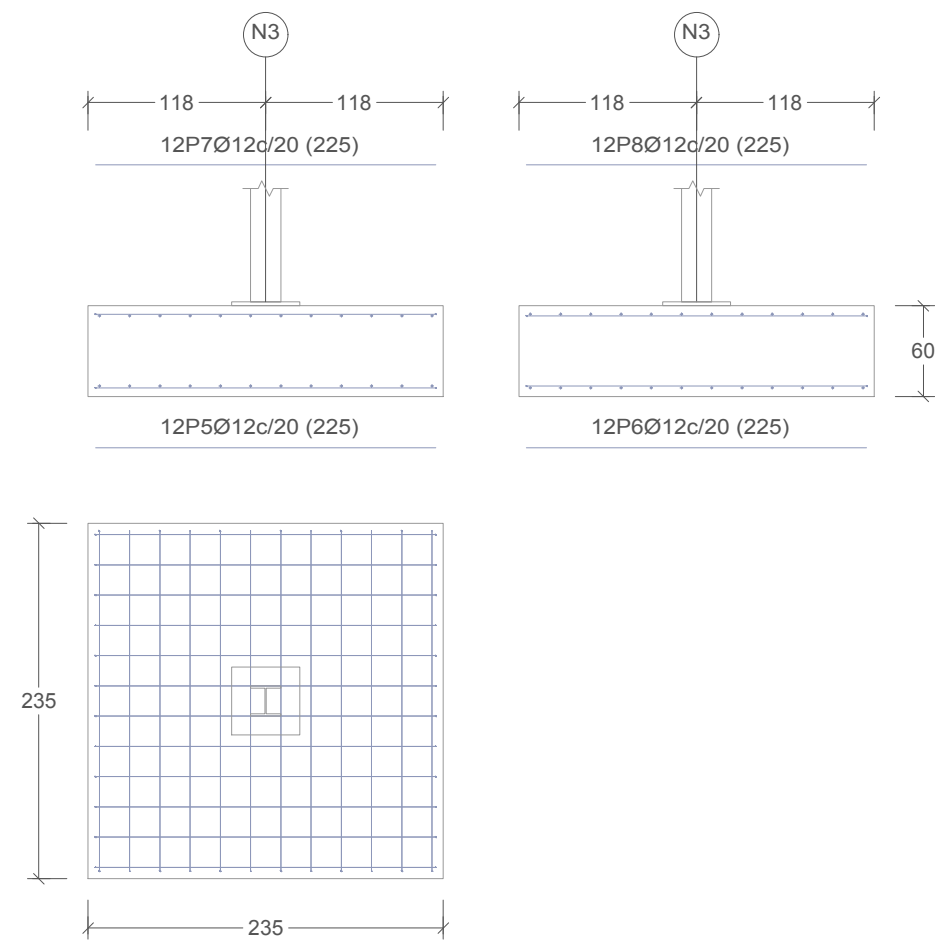 N3
N3
118 118
118 118
12P7Ø12c/20 (225)
12P8Ø12c/20 (225)
60
12P5Ø12c/20 (225)
12P6Ø12c/20 (225)
235
235